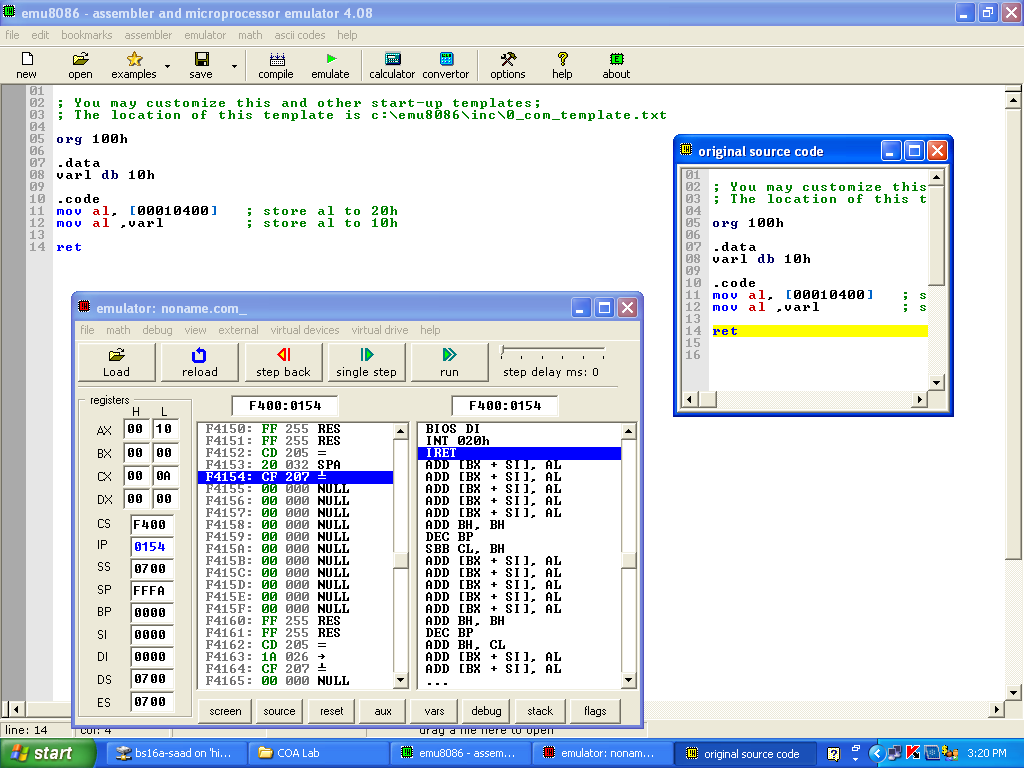 emu8086 - assembler and microprocessor emulator 4.08
file edit bookmarks assembler emulator math ascii codes help
new open examples save compile emulate calculator convertor options help about
01
02 ; You may customize this and other start-up templates;
03 ; The location of this template is c:\emu8086\inc\0_com_template.txt
04
05 org 100h
06
07 .data
08 varl db 10h
09
10 .code
11 mov al, [00010400] ; store al to 20h
12 mov al ,varl ; store al to 10h
13
14 ret
original source code
01
02 ; You may customize this
03 ; The location of this t
04
05 org 100h
06
07 .data
08 varl db 10h
09
10 .code
11 mov al, [00010400] ; s
12 mov al ,varl ; s
13
14 ret
15
16
emulator: noname.com_
file math debug view external virtual devices virtual drive help
Load reload step back single step run step delay ms: 0
registers
H L
AX 00 10
BX 00 00
CX 00 0A
DX 00 00
CS F400
IP 0154
SS 0700
SP FFFA
BP 0000
SI 0000
DI 0000
DS 0700
ES 0700
F400:0154
F4150: FF 255 RES
F4151: FF 255 RES
F4152: CD 205 =
F4153: 20 032 SPA
F4154: CF 207 ╧
F4155: 00 000 NULL
F4156: 00 000 NULL
F4157: 00 000 NULL
F4158: 00 000 NULL
F4159: 00 000 NULL
F415A: 00 000 NULL
F415B: 00 000 NULL
F415C: 00 000 NULL
F415D: 00 000 NULL
F415E: 00 000 NULL
F415F: 00 000 NULL
F4160: FF 255 RES
F4161: FF 255 RES
F4162: CD 205 =
F4163: 1A 026 →
F4164: CF 207 ╧
F4165: 00 000 NULL
F400:0154
BIOS DI
INT 020h
IRET
ADD [BX + SI], AL
ADD [BX + SI], AL
ADD [BX + SI], AL
ADD [BX + SI], AL
ADD [BX + SI], AL
ADD BH, BH
DEC BP
SBB CL, BH
ADD [BX + SI], AL
ADD [BX + SI], AL
ADD [BX + SI], AL
ADD [BX + SI], AL
ADD [BX + SI], AL
ADD BH, BH
DEC BP
ADD BH, CL
ADD [BX + SI], AL
ADD [BX + SI], AL
...
screen source reset aux vars debug stack flags
line: 14 col: 4 drag a file here to open
start bs16a-saad on 'hi... COA Lab emu8086 - assem... emulator: nonam... original source code 3:20 PM